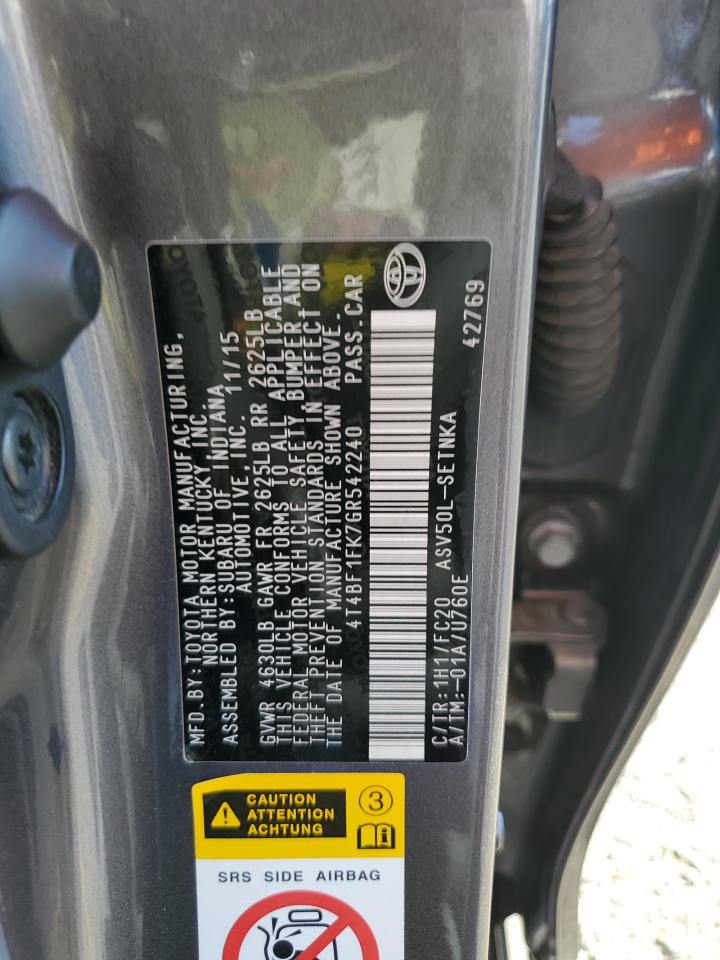 MFD.BY:TOYOTA MOTOR MANUFACTURING,
NORTHERN KENTUCKY INC.
ASSEMBLED BY:SUBARU OF INDIANA
AUTOMOTIVE,INC. 11/15
GVWR 4630LB GAWR FR 2625LB RR 2625LB
THIS VEHICLE CONFORMS TO ALL APPLICABLE
FEDERAL MOTOR VEHICLE SAFETY, BUMPER,AND
THEFT PREVENTION STANDARDS IN EFFECT ON
THE DATE OF MANUFACTURE SHOWN ABOVE.
4T4BF1FK7GR542240 PASS.CAR
C/TR:1H1/FC20 ASV50L-SETNKA 42769
A/TM:-01A/U760E
CAUTION
ATTENTION
ACHTUNG
3
SRS SIDE AIRBAG